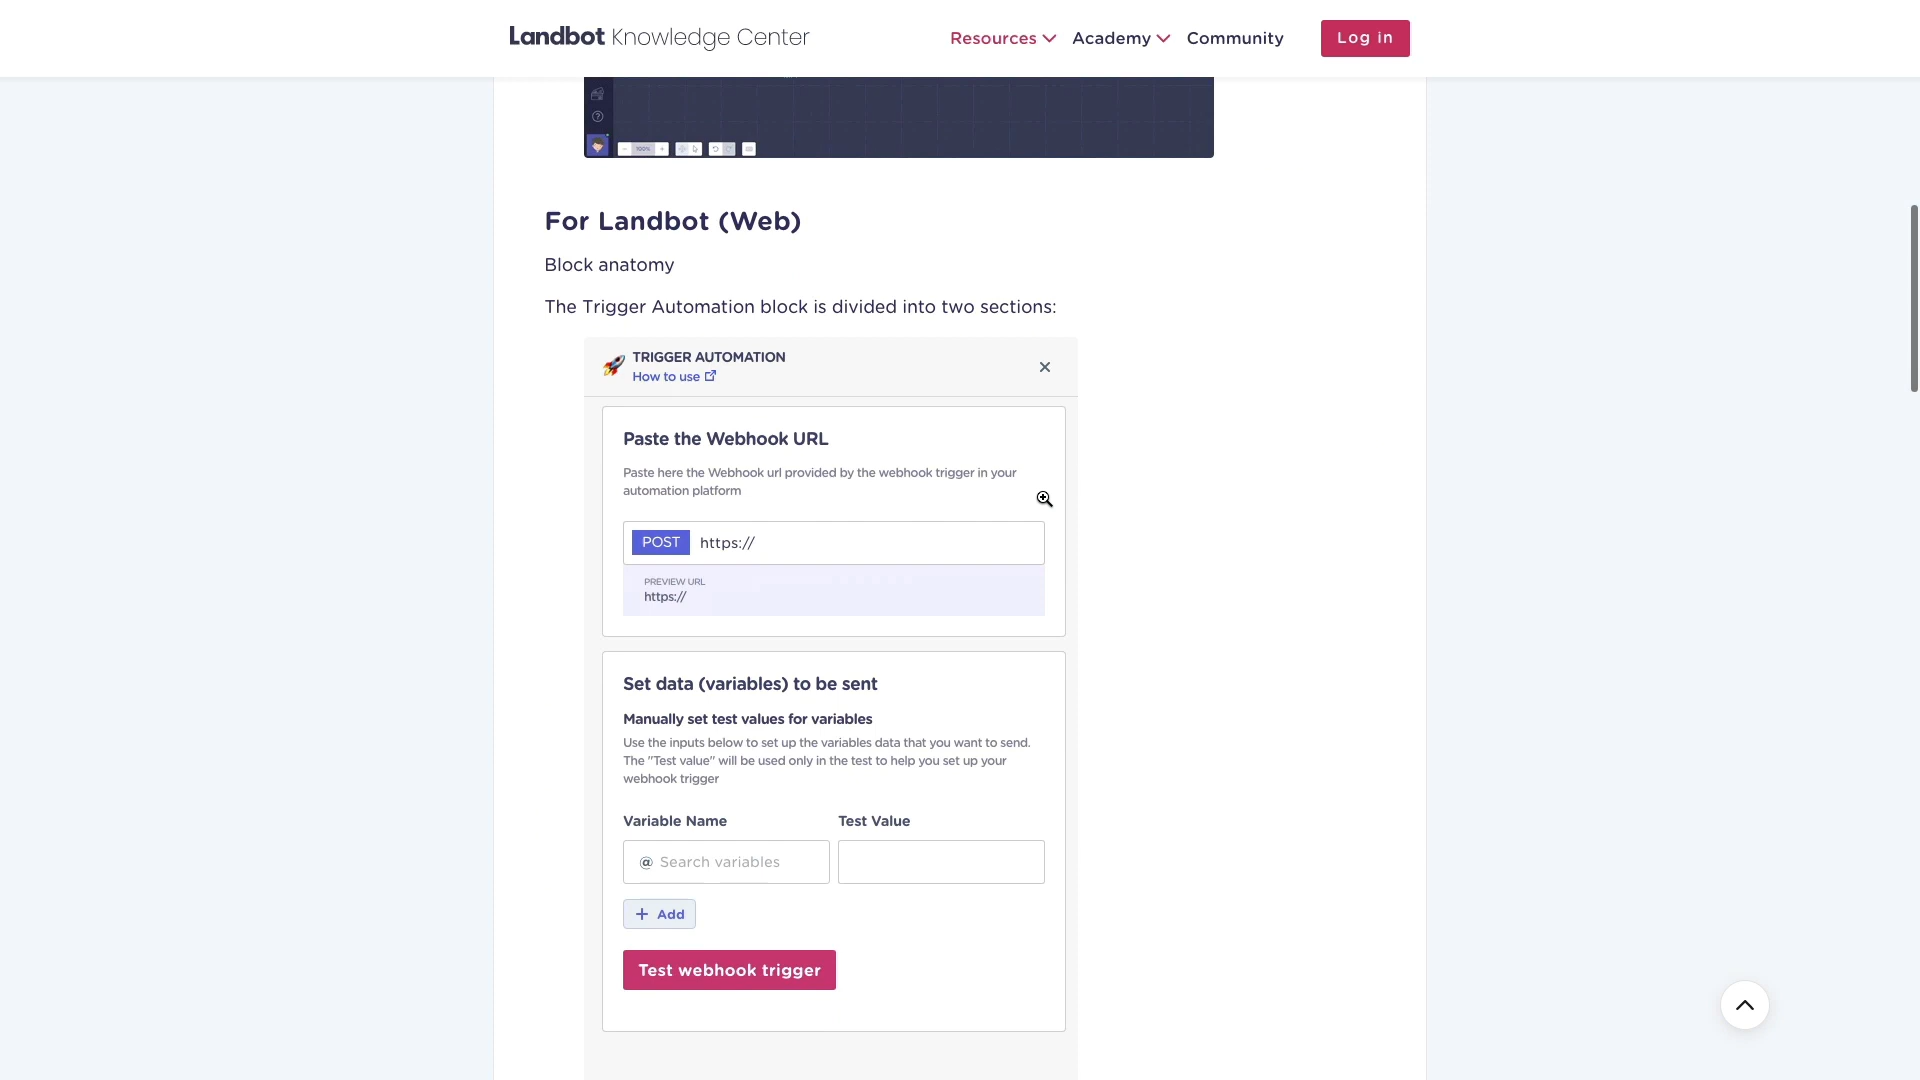 Landbot Knowledge Center
Resources Academy Community Log in
100%
For Landbot (Web)
Block anatomy
The Trigger Automation block is divided into two sections:
TRIGGER AUTOMATION
How to use
Paste the Webhook URL
Paste here the Webhook url provided by the webhook trigger in your
automation platform
POST https://
PREVIEW URL
https://
Set data (variables) to be sent
Manually set test values for variables
Use the inputs below to set up the variables data that you want to send.
The "Test value" will be used only in the test to help you set up your
webhook trigger
Variable Name Test Value
@ Search variables
+ Add
Test webhook trigger